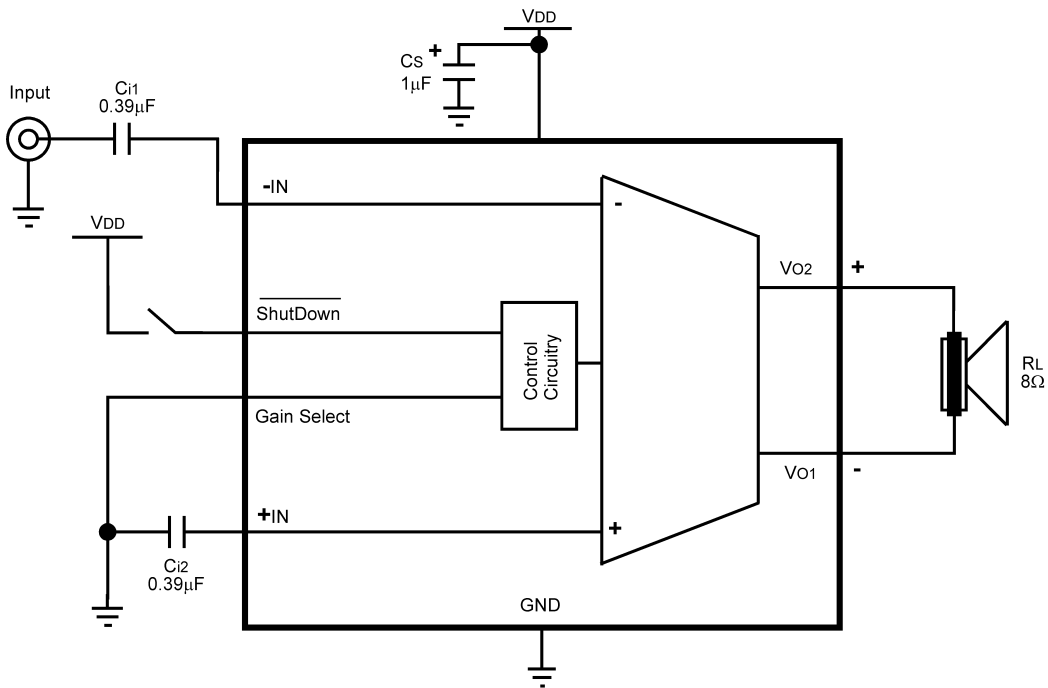 VDD
CS +
1μF
Input
Ci1
0.39μF
-IN
-
VDD
VO2 +
ShutDown
Control
Circuitry
RL
8Ω
Gain Select
VO1 -
+IN
+
Ci2
0.39μF
GND